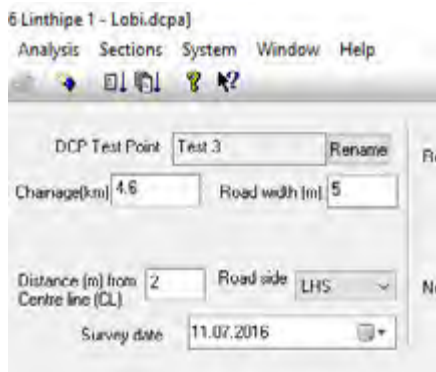 6 Linthipe 1 - Lobi.dcpa]
Analysis Sections System Window Help
DCP Test Point Test 3 Rename
Chainage(km) 4.6 Road width (m) 5
Distance (m) from Centre line (CL) 2 Road side LHS
Survey date 11.07.2016